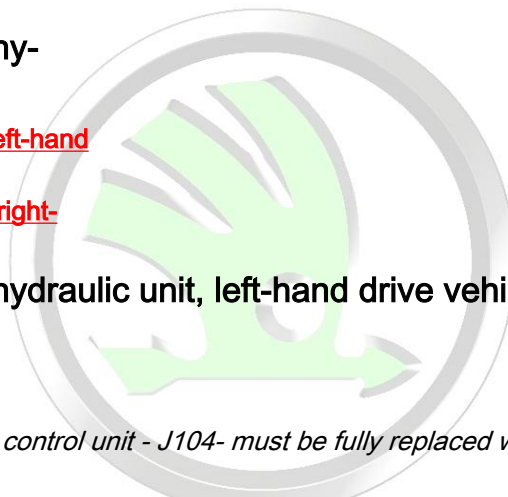 ny-
eft-hand
right-
hydraulic unit, left-hand drive vehi
control unit - J104- must be fully replaced w